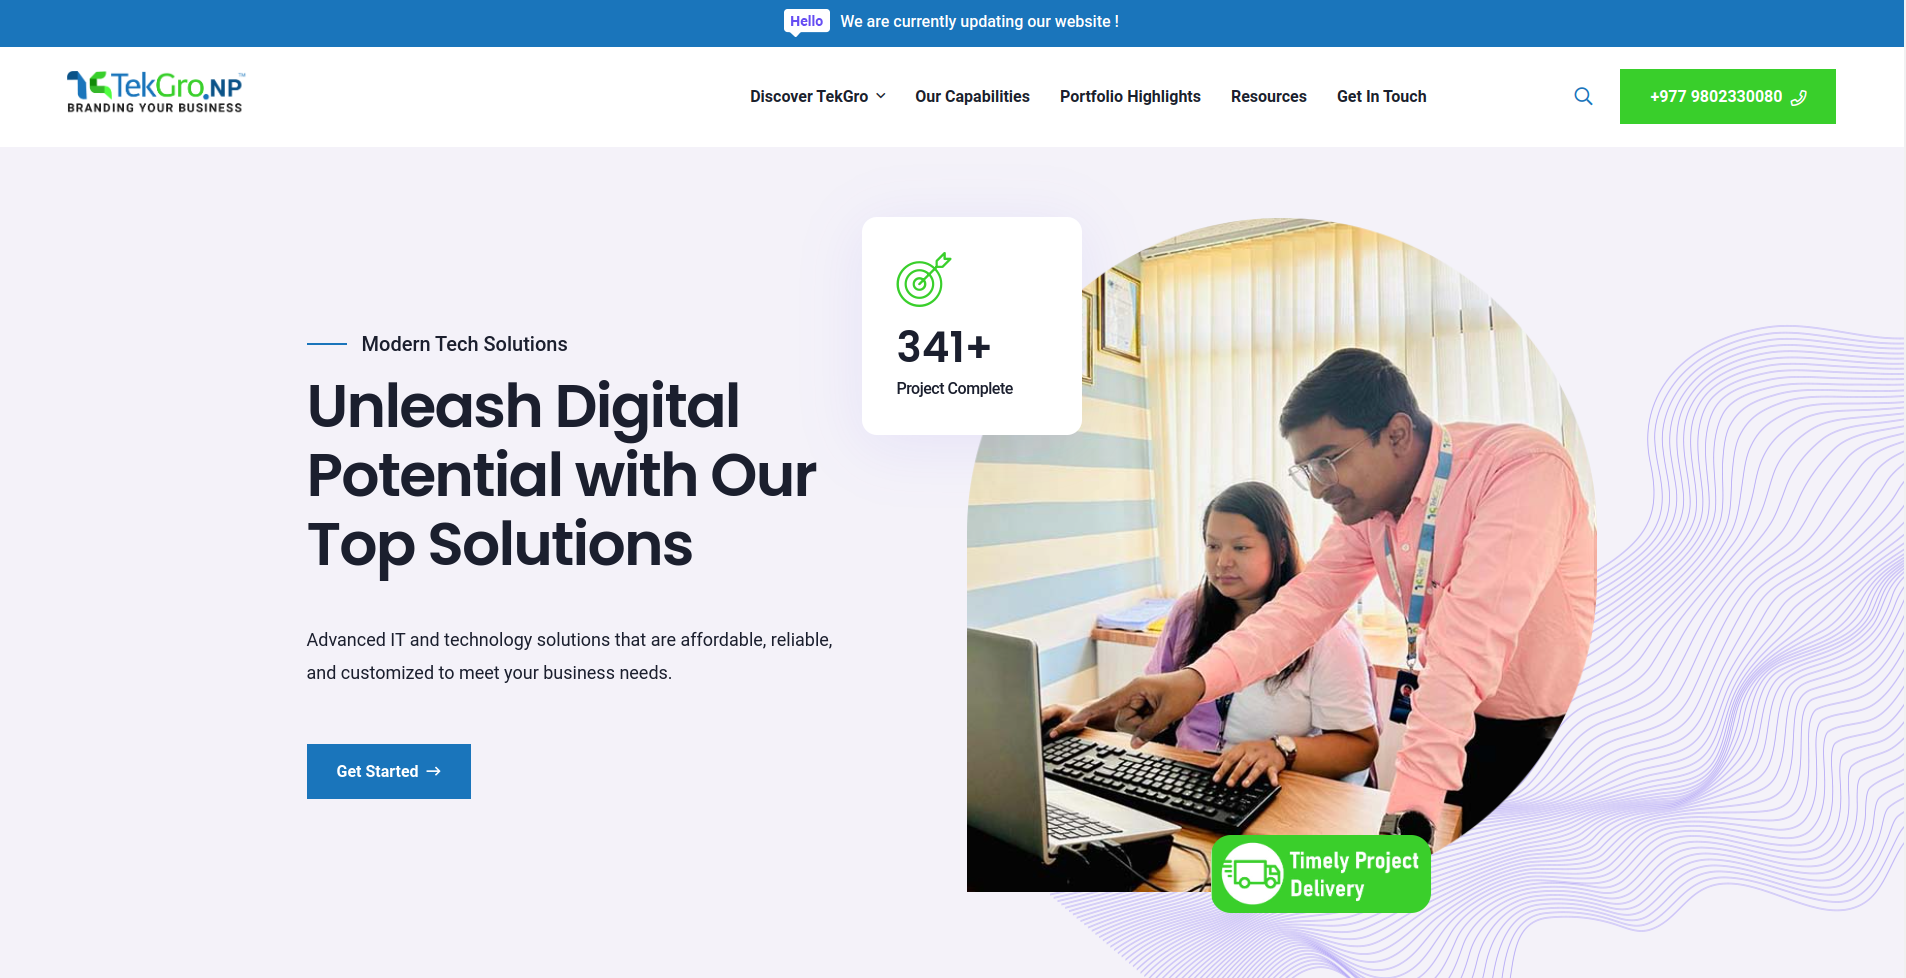 Hello We are currently updating our website !
TekGro.NP™
BRANDING YOUR BUSINESS
Discover TekGro
Our Capabilities
Portfolio Highlights
Resources
Get In Touch
+977 9802330080
341+
Project Complete
Modern Tech Solutions
Unleash Digital
Potential with Our
Top Solutions
Advanced IT and technology solutions that are affordable, reliable,
and customized to meet your business needs.
Get Started
Timely Project
Delivery